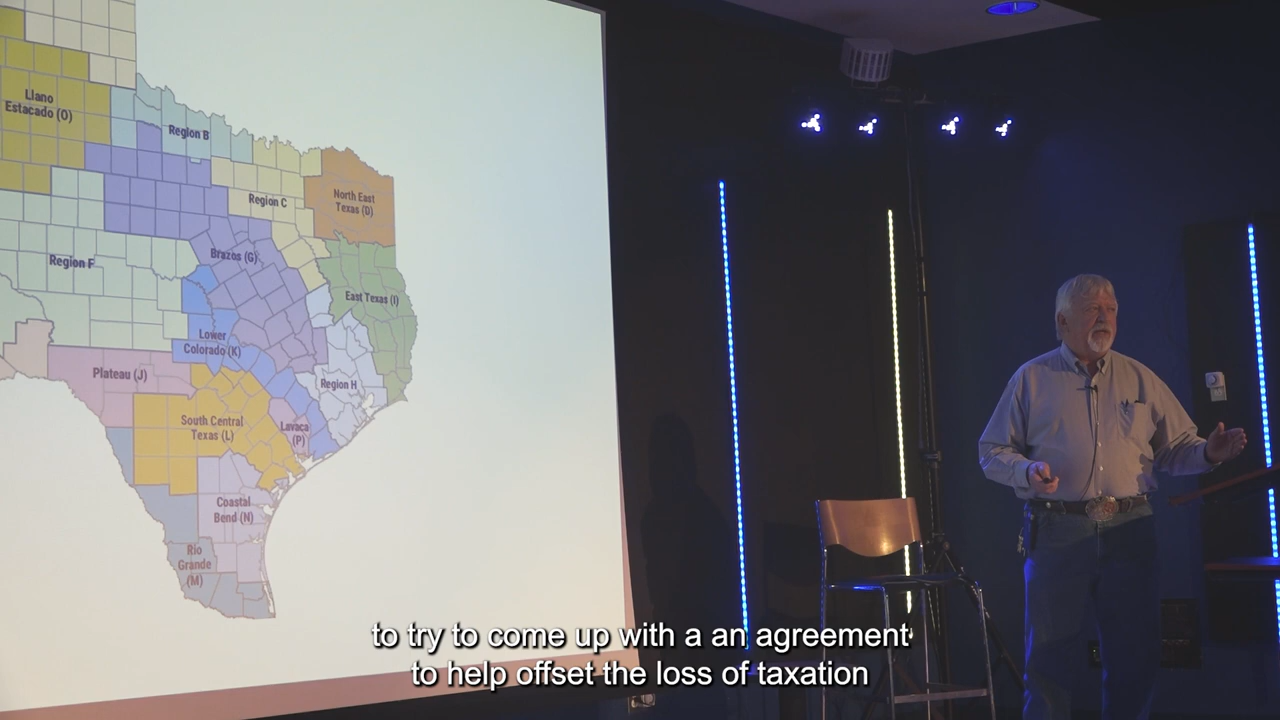 Llano
Estacado (O)
Region B
Region C
North East
Texas (D)
Brazos (G)
Region F
East Texas (I)
Lower
Colorado (K)
Plateau (J)
Region H
South Central
Texas (L)
Lavaca
(P)
Coastal
Bend (N)
Rio
Grande
(M)
to try to come up with a an agreement
to help offset the loss of taxation